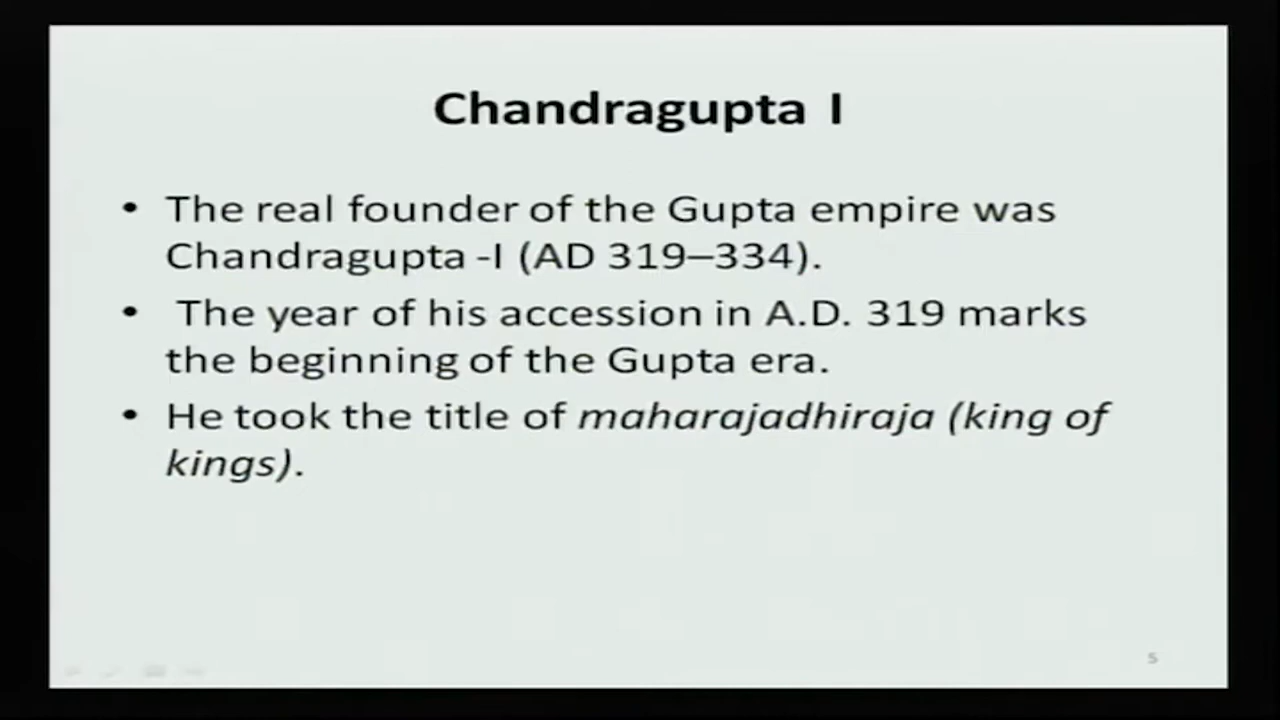 Chandragupta I
• The real founder of the Gupta empire was
Chandragupta -I (AD 319–334).
• The year of his accession in A.D. 319 marks
the beginning of the Gupta era.
• He took the title of maharajadhiraja (king of
kings).
5